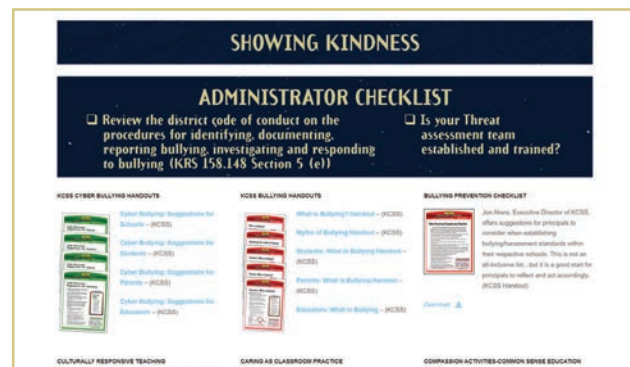 SHOWING KINDNESS
ADMINISTRATOR CHECKLIST
❑ Review the district code of conduct on the
procedures for identifying, documenting,
reporting bullying, investigating and responding
to bullying (KRS 158.148 Section 5 (e))
❑ Is your Threat
assessment team
established and trained?
KCSS CYBER BULLYING HANDOUTS
Cyber Bullying: Suggestions for
Schools – (KCSS)
Cyber Bullying: Suggestions for
Students – (KCSS)
Cyber Bullying: Suggestions for
Parents – (KCSS)
Cyber Bullying: Suggestions for
Educators – (KCSS)
KCSS BULLYING HANDOUTS
What is Bullying? Handout – (KCSS)
Myths of Bullying Handout – (KCSS)
Students: What is Bullying Handout –
(KCSS)
Parents: What is Bullying Handout –
(KCSS)
Educators: What is Bullying – (KCSS)
BULLYING PREVENTION CHECKLIST
Jon Akers, Executive Director of KCSS,
offers suggestions for principals to
consider when establishing
bullying/harassment standards within
their respective schools. This is not an
all-inclusive list...but it is a good start for
principals to reflect and act accordingly.
(KCSS Handout)
Download
CULTURALLY RESPONSIVE TEACHING
CARING AS CLASSROOM PRACTICE
COMPASSION ACTIVITIES-COMMON SENSE EDUCATION